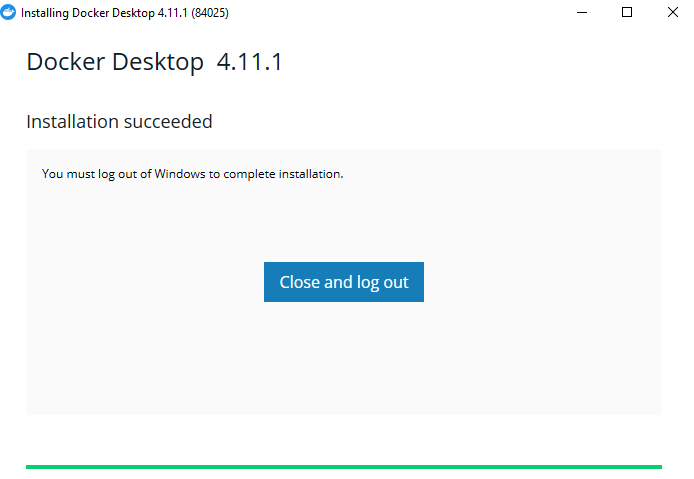 Installing Docker Desktop 4.11.1 (84025)
Docker Desktop 4.11.1
Installation succeeded
You must log out of Windows to complete installation.
Close and log out